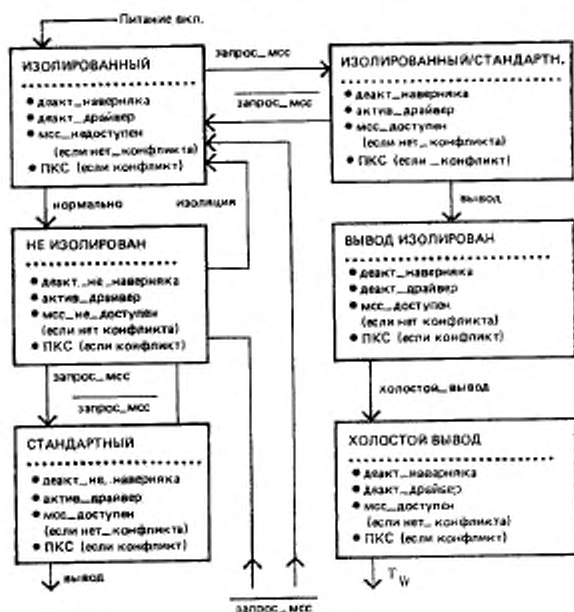 Питание вкл.
ИЗОЛИРОВАННЫЙ
• деакт_наверняка
• деакт_драйвер
• мсс_недоступен
(если нет_конфликта)
• ПКС (если конфликт)
запрос_мсс
запрос_мсс
ИЗОЛИРОВАННЫЙ/СТАНДАРТН.
• деакт_наверняка
• актив_драйвер
• мсс_доступен
(если нет_конфликта)
• ПКС (если _конфликт)
нормально
изоляция
вывод
НЕ ИЗОЛИРОВАН
• деакт_не_наверняка
• актив_драйвер
• мсс_не_доступен
(если нет конфликта)
• ПКС (если конфликт)
ВЫВОД ИЗОЛИРОВАН
• деакт_наверняка
• деакт_драйвер
• мсс_доступен
(если нет конфликта)
• ПКС (если конфликт)
запрос_мсс
запрос_мсс
холостой_вывод
СТАНДАРТНЫЙ
• деакт_не_наверняка
• актив_драйвер
• мсс_доступен
(если нет_конфликта)
• ПКС (если конфликт)
ХОЛОСТОЙ ВЫВОД
• деакт_наверняка
• деакт_драйвер
• мсс_доступен
(если нет_конфликта)
• ПКС (если конфликт)
вывод
запрос_мсс
T_W